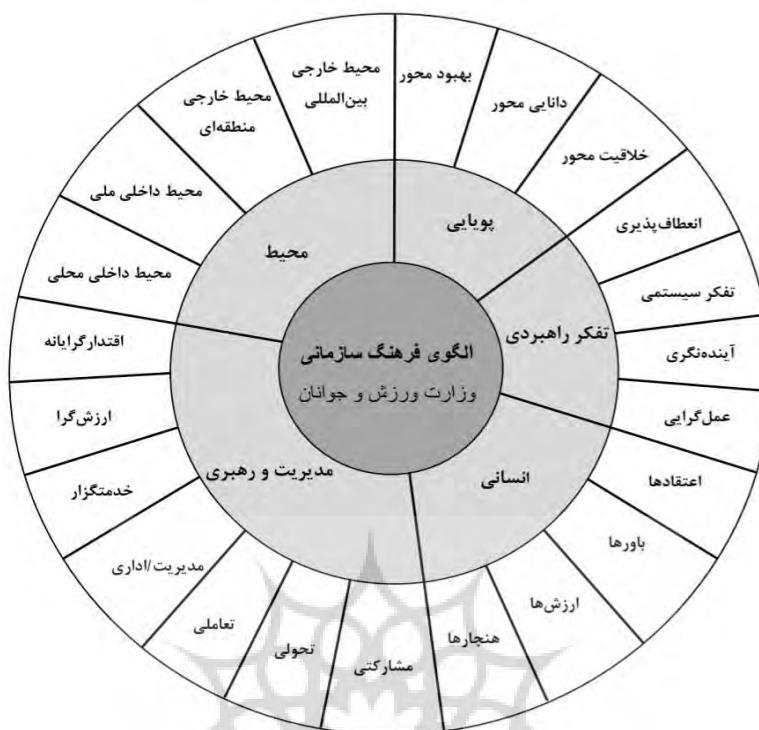 الگوی فرهنگ سازمانی
وزارت ورزش و جوانان
پویایی
تفکر راهبردی
انسانی
مدیریت و رهبری
محیط
بهبود محور
دانایی محور
خلاقیت محور
انعطاف‌پذیری
تفکر سیستمی
آینده‌نگری
عمل‌گرایی
اعتقادها
باورها
ارزش‌ها
هنجارها
مشارکتی
تحولی
تعاملی
مدیریت/اداری
خدمتگزار
ارزش‌گرا
اقتدارگرایانه
محیط داخلی محلی
محیط داخلی ملی
محیط خارجی
منطقه‌ای
محیط خارجی
بین‌المللی